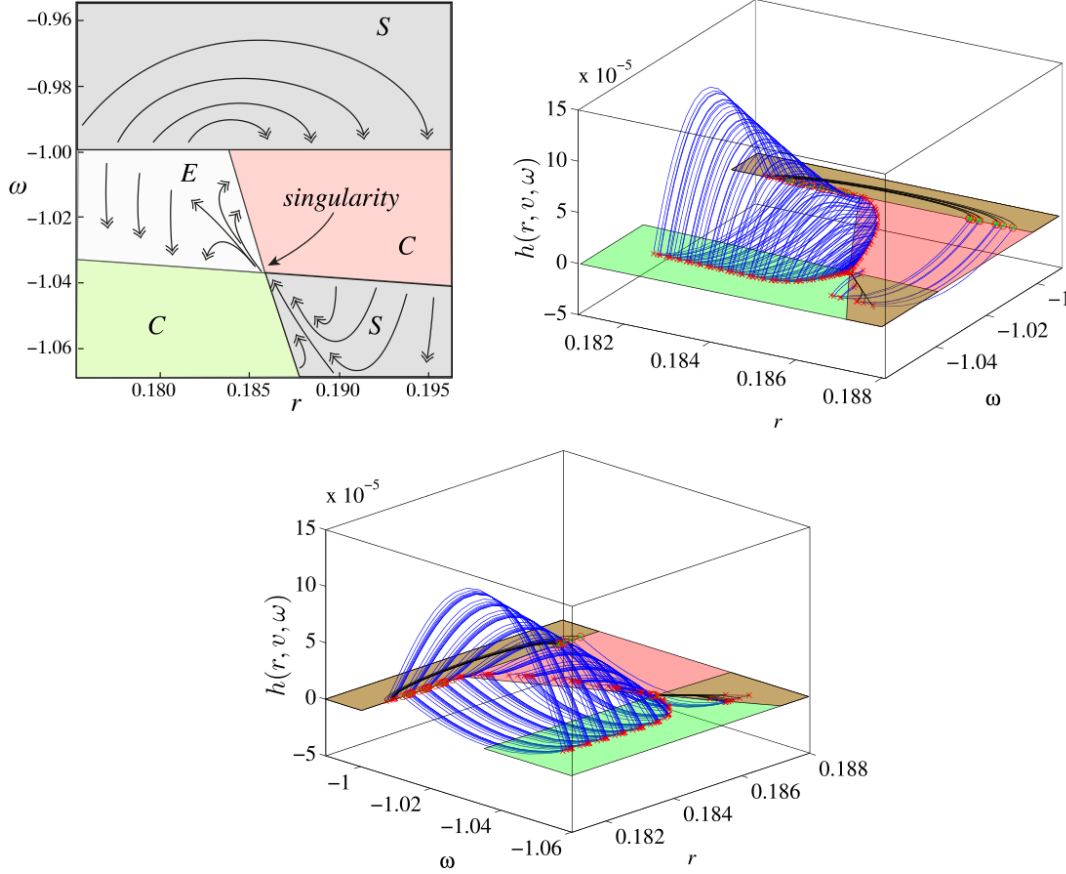 -0.96
S
-0.98
-1.00
ω
E
singularity
-1.02
C
-1.04
C
S
-1.06
0.180
0.185
0.190
0.195
r
x 10⁻⁵
15
10
5
0
−5
h(r, v, ω)
0.182
0.184
0.186
0.188
r
−1
−1.02
−1.04
ω
x 10⁻⁵
15
10
5
0
−5
h(r, v, ω)
−1
−1.02
−1.04
−1.06
ω
0.182
0.184
0.186
0.188
r